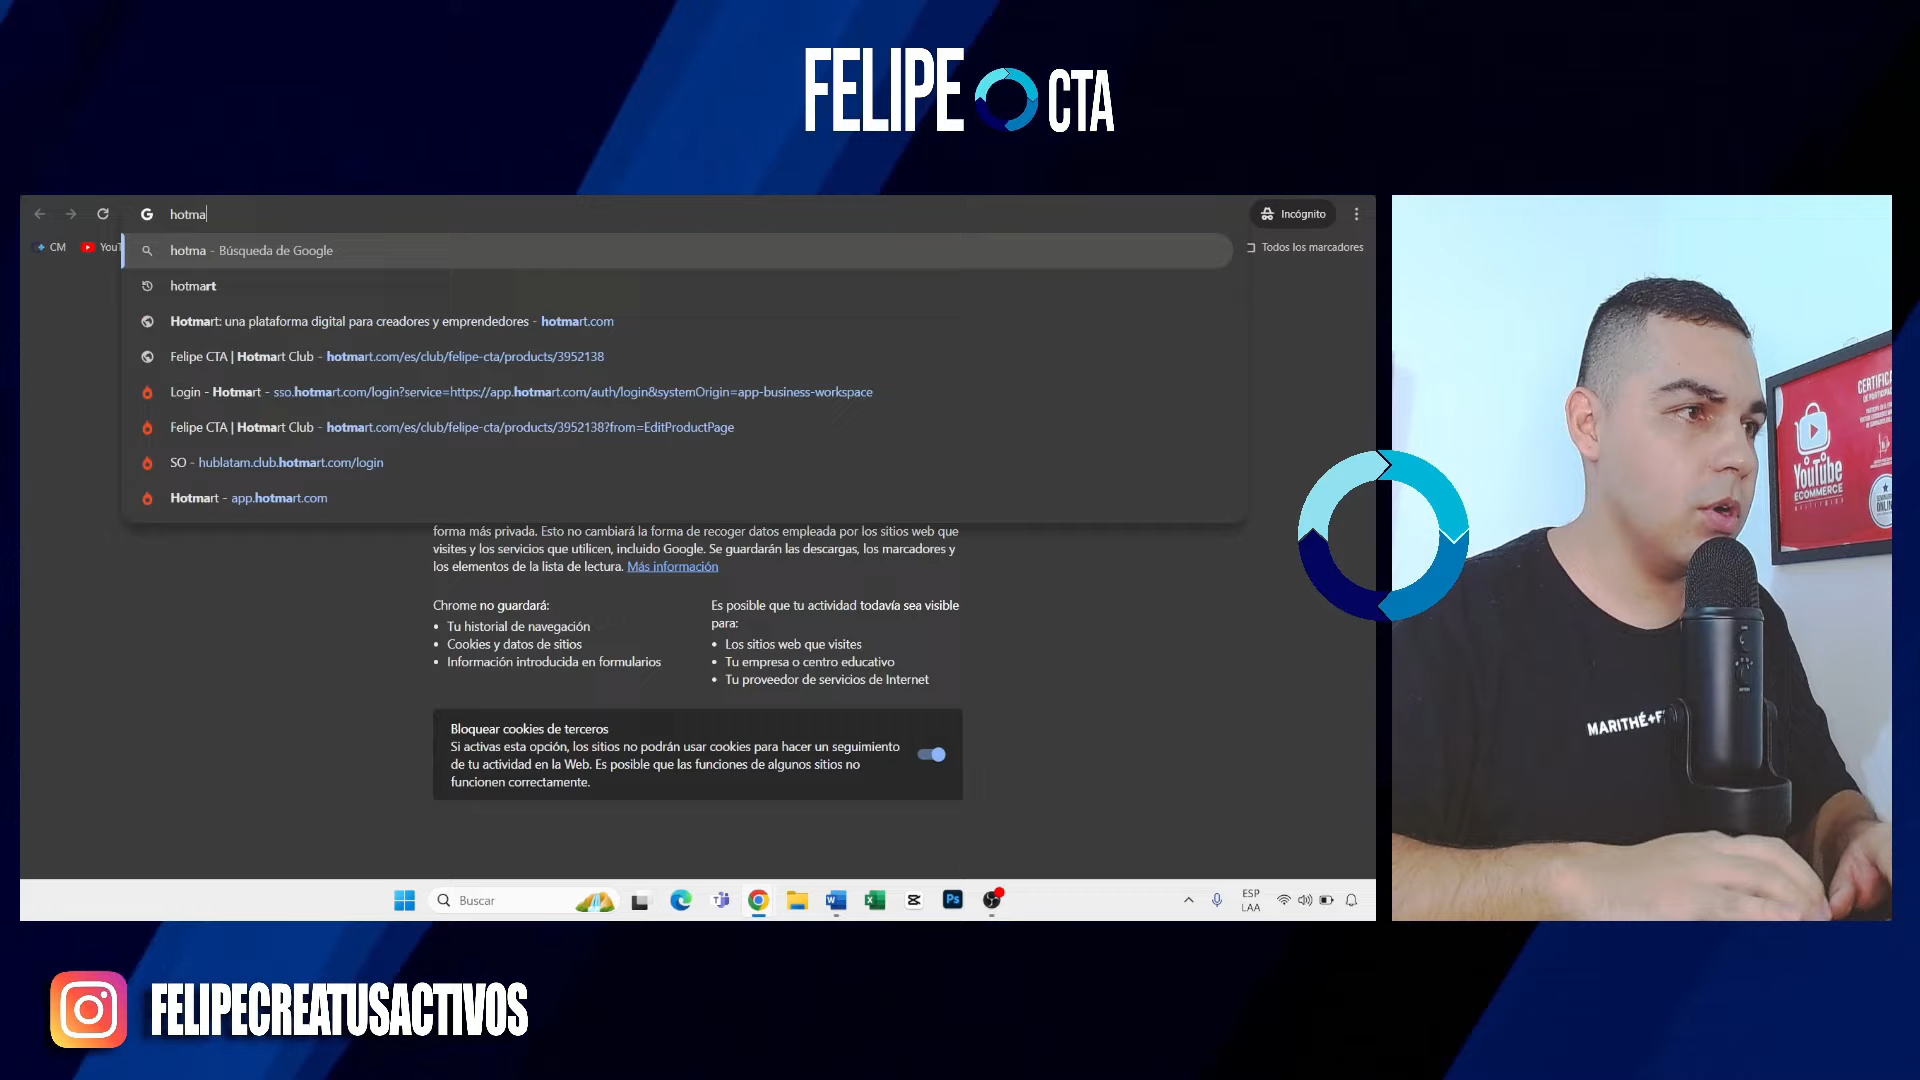 FELIPE CTA
hotma
Incógnito
CM
YouT
Todos los marcadores
hotma - Búsqueda de Google
hotmart
Hotmart: una plataforma digital para creadores y emprendedores - hotmart.com
Felipe CTA | Hotmart Club - hotmart.com/es/club/felipe-cta/products/3952138
Login - Hotmart - sso.hotmart.com/login?service=https://app.hotmart.com/auth/login&systemOrigin=app-business-workspace
Felipe CTA | Hotmart Club - hotmart.com/es/club/felipe-cta/products/3952138?from=EditProductPage
SO - hublatam.club.hotmart.com/login
Hotmart - app.hotmart.com
forma más privada. Esto no cambiará la forma de recoger datos empleada por los sitios web que
visites y los servicios que utilicen, incluido Google. Se guardarán las descargas, los marcadores y
los elementos de la lista de lectura. Más información
Chrome no guardará:
• Tu historial de navegación
• Cookies y datos de sitios
• Información introducida en formularios
Es posible que tu actividad todavía sea visible
para:
• Los sitios web que visites
• Tu empresa o centro educativo
• Tu proveedor de servicios de Internet
Bloquear cookies de terceros
Si activas esta opción, los sitios no podrán usar cookies para hacer un seguimiento
de tu actividad en la Web. Es posible que las funciones de algunos sitios no
funcionen correctamente.
Buscar
Ps
ESP
LAA
CERTIFICA
YouTube
ECOMMERCE
ONLIN
MARITHÉ+F
FELIPECREATUSACTIVOS